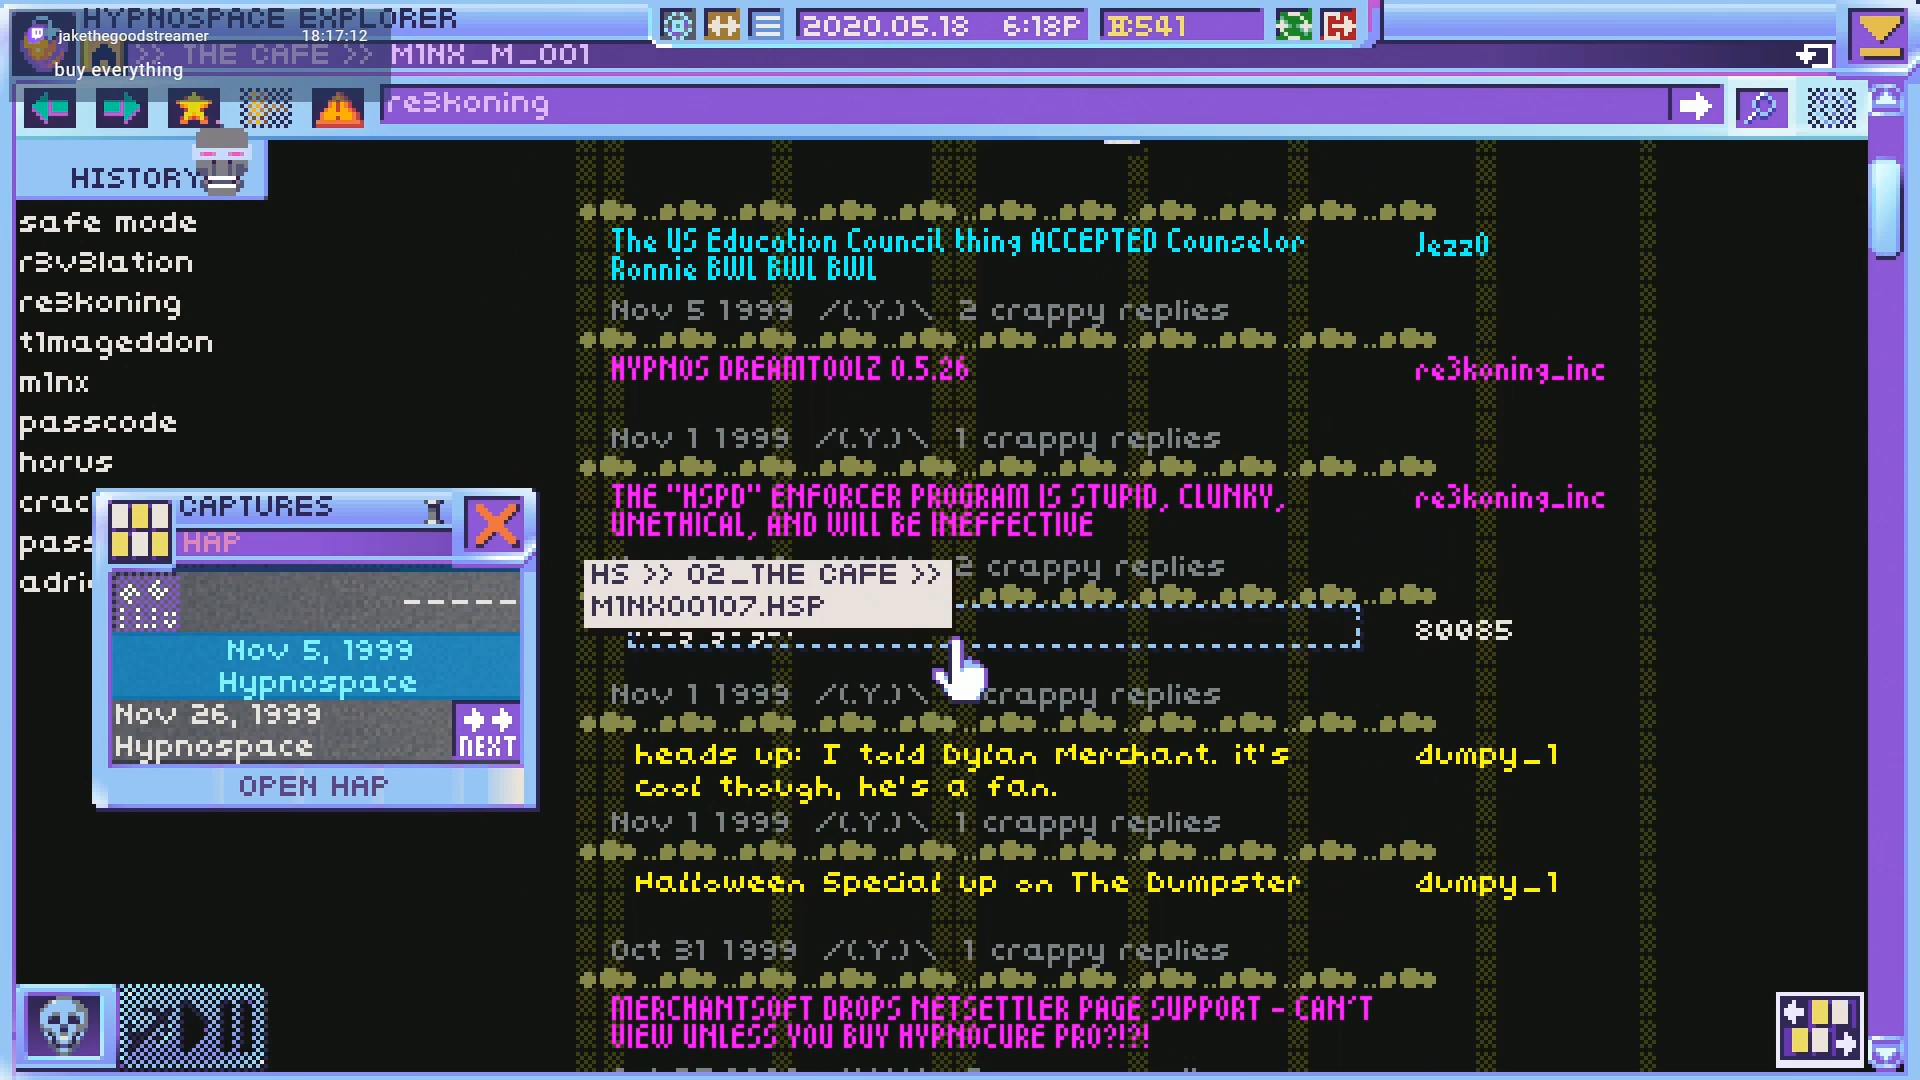 HYPNOSPACE EXPLORER
2020.05.18 6:18P
541
jakethegoodstreamer 18:17:12
>> THE CAFE >> M1NX_M_001
buy everything
re3koning
HISTORY
safe mode
r3v3lation
re3koning
t1mageddon
m1nx
passcode
horus
crac
pass
adri
CAPTURES
HAP
-----
Nov 5, 1999
Hypnospace
Nov 26, 1999
Hypnospace
NEXT
OPEN HAP
The US Education Council thing ACCEPTED Counselor Jezz0
Ronnie BWL BWL BWL
Nov 5 1999 /(.Y.)\ 2 crappy replies
HYPNOS DREAMTOOLZ 0.5.26 re3koning_inc
Nov 1 1999 /(.Y.)\ 1 crappy replies
THE "HSPD" ENFORCER PROGRAM IS STUPID, CLUNKY, re3koning_inc
UNETHICAL, AND WILL BE INEFFECTIVE
2 crappy replies
HS >> 02_THE CAFE >>
M1NX00107.HSP
80085
Nov 1 1999 /(.Y.)\ crappy replies
heads up: I told Dylan Merchant. it's dumpy_1
cool though, he's a fan.
Nov 1 1999 /(.Y.)\ 1 crappy replies
Halloween Special up on The Dumpster dumpy_1
Oct 31 1999 /(.Y.)\ 1 crappy replies
MERCHANTSOFT DROPS NETSETTLER PAGE SUPPORT - CAN'T
VIEW UNLESS YOU BUY HYPNOCURE PRO?!?!